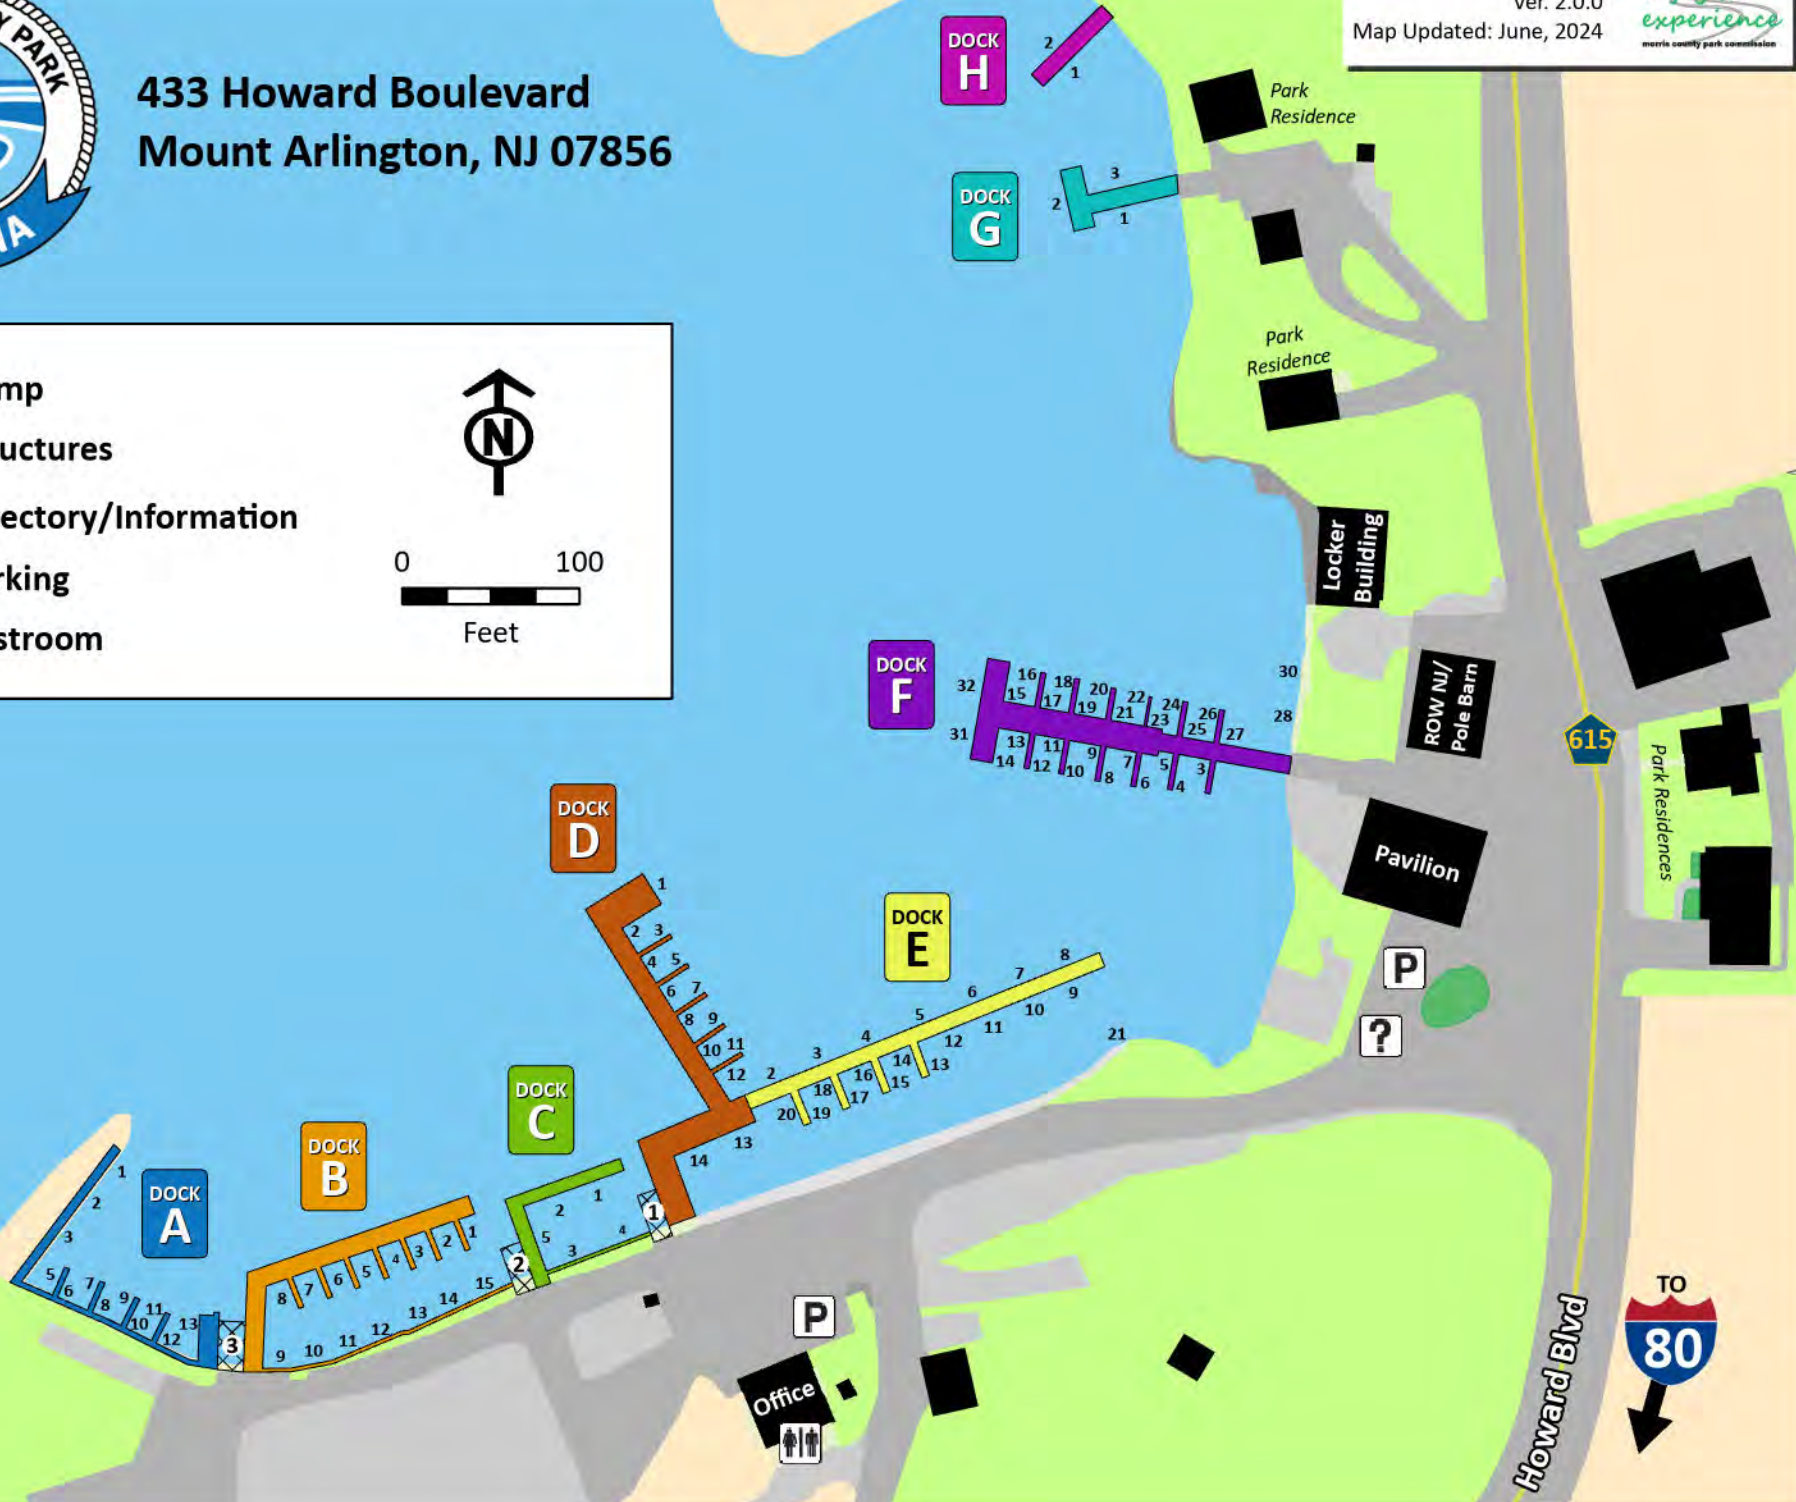 Y PARK
NA
433 Howard Boulevard
Mount Arlington, NJ 07856
Ver. 2.0.0
Map Updated: June, 2024
experience
morris county park commission
mp
uctures
ectory/Information
rking
stroom
N
0 100
Feet
DOCK
H
2
1
DOCK
G
3
2
1
Park
Residence
Park
Residence
Locker
Building
ROW NJ/
Pole Barn
Pavilion
615
Park Residences
DOCK
F
32
31
16 18 20 22 24 26
15 17 19 21 23 25 27
13 11 9 7 5 3
14 12 10 8 6 4
30
28
DOCK
D
1
2 3
4 5
6 7
8 9
10 11
12
13
14
DOCK
E
2 3 4 5 6 7 8
9
10
11
12
13
14
15
16
17
18
19
20
21
P
?
DOCK
C
1
2
5
3
4
1
2
DOCK
B
8 7 6 5 4 3 2 1
9 10 11 12 13 14 15
DOCK
A
1
2
3
5
6
7
8
9
10
11
12
13
3
P
Office
Howard Blvd
TO
80